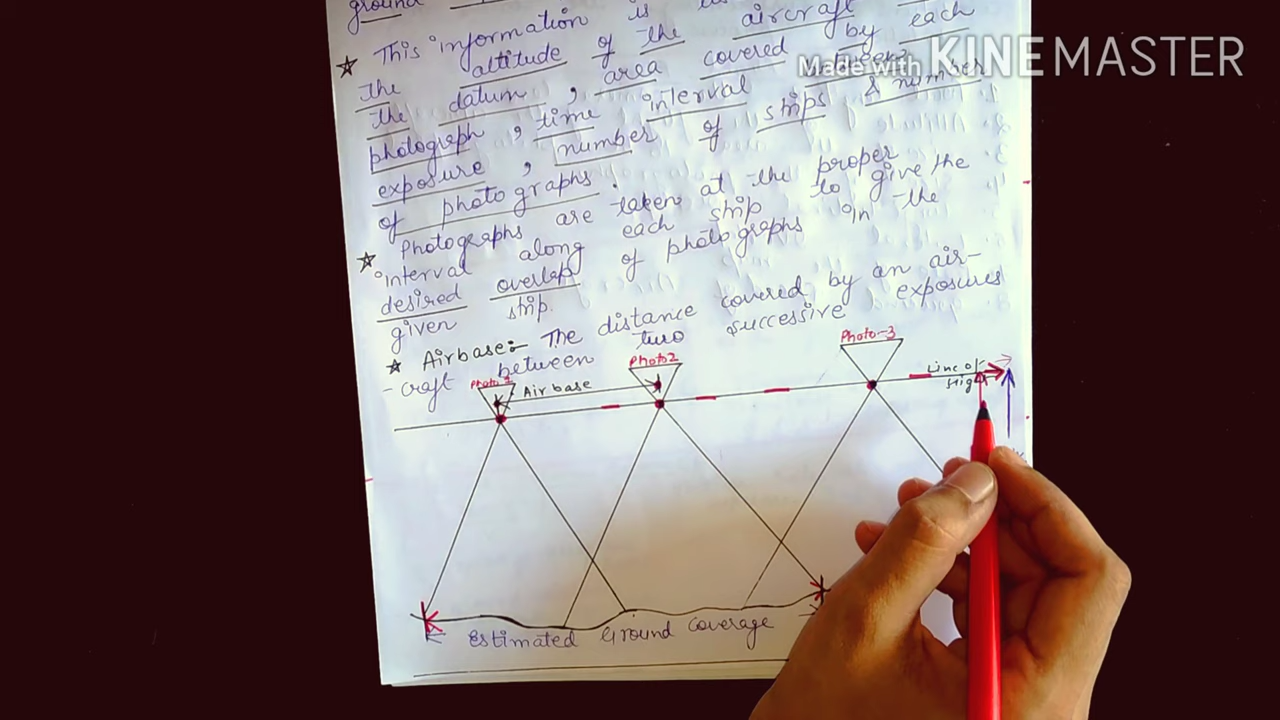 ground
This information is
the altitude of the aircraft
the datum, area covered by each
photograph, time interval between
exposure, number of strips & number
of photographs.
Photographs are taken at the proper
interval along each strip to give the
desired overlap of photographs in the
given strip.
Airbase:- The distance covered by an air-
-craft between two successive exposures
Photo-1
Photo 2
Photo-3
Air base
Line of
Estimated Ground Coverage
Made with KINEMASTER